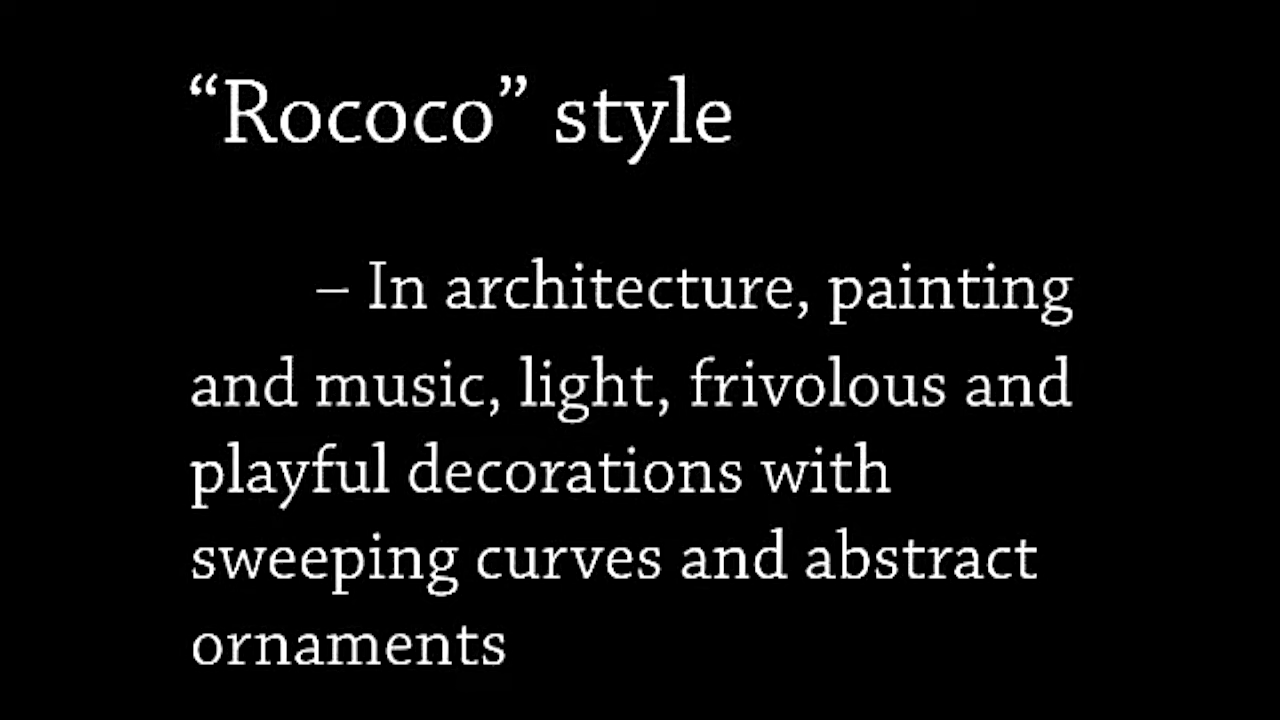 “Rococo” style
– In architecture, painting
and music, light, frivolous and
playful decorations with
sweeping curves and abstract
ornaments